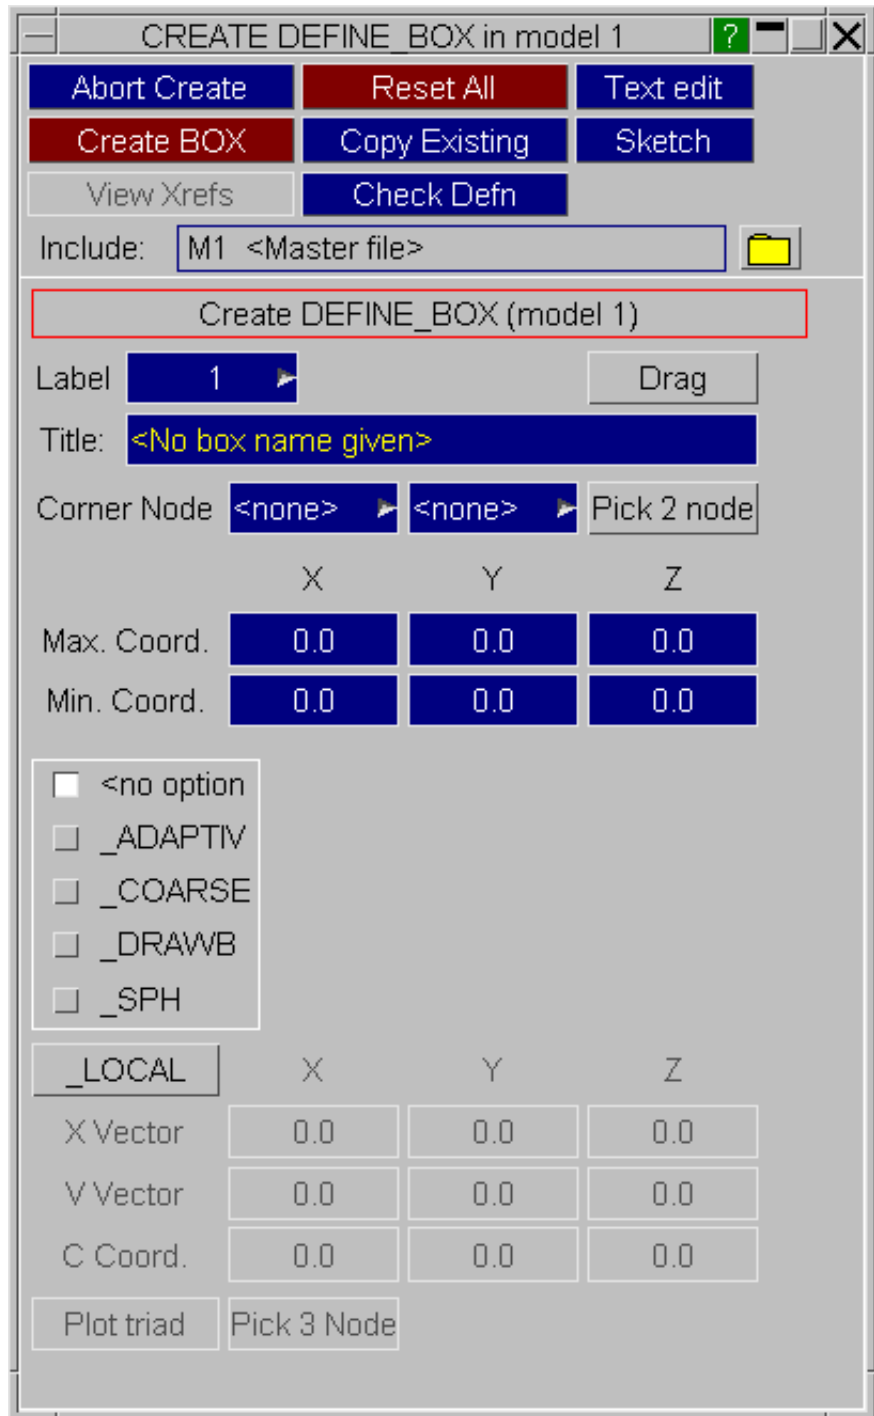 CREATE DEFINE_BOX in model 1 ?
Abort Create Reset All Text edit
Create BOX Copy Existing Sketch
View Xrefs Check Defn
Include: M1 <Master file>
Create DEFINE_BOX (model 1)
Label 1 Drag
Title: <No box name given>
Corner Node <none> <none> Pick 2 node
X Y Z
Max. Coord. 0.0 0.0 0.0
Min. Coord. 0.0 0.0 0.0
<no option
_ADAPTIV
_COARSE
_DRAWB
_SPH
_LOCAL X Y Z
X Vector 0.0 0.0 0.0
V Vector 0.0 0.0 0.0
C Coord. 0.0 0.0 0.0
Plot triad Pick 3 Node